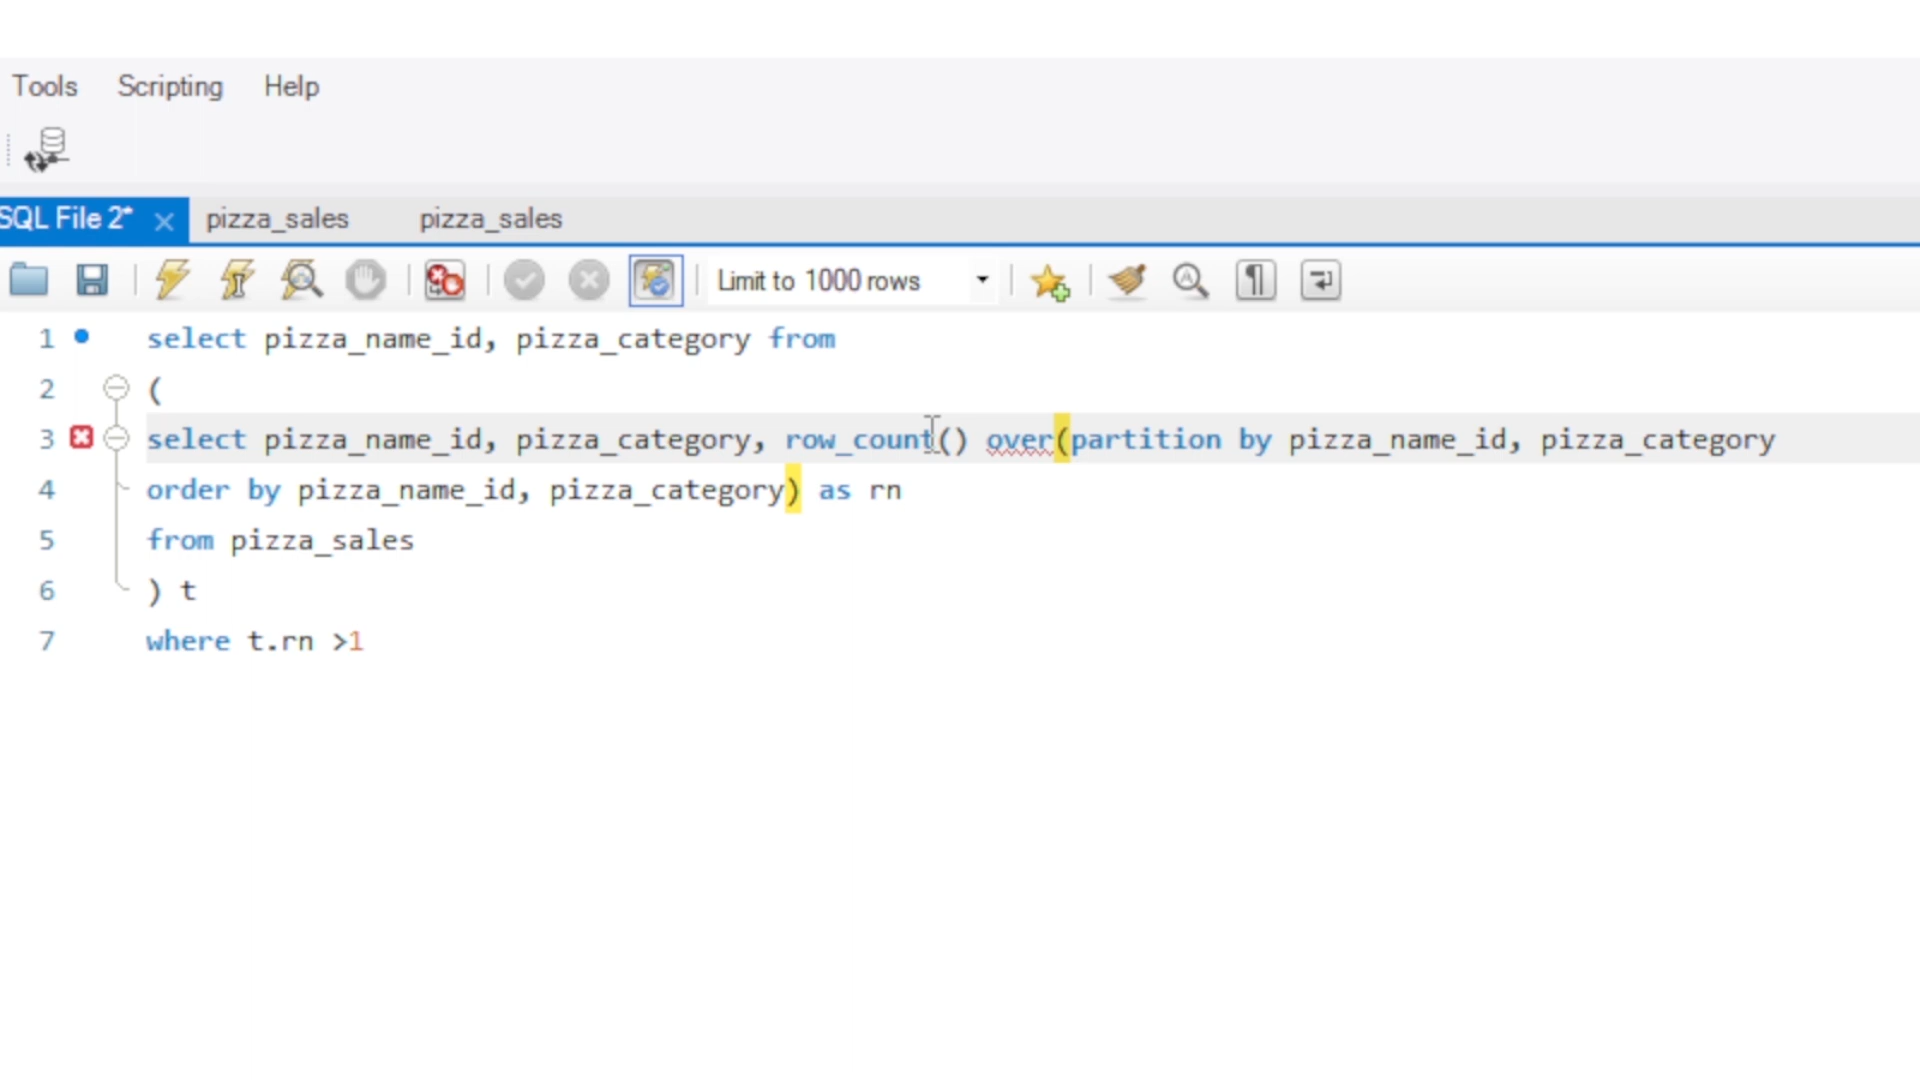 Tools Scripting Help
SQL File 2* pizza_sales pizza_sales
Limit to 1000 rows
1 select pizza_name_id, pizza_category from
2 (
3 select pizza_name_id, pizza_category, row_count() over(partition by pizza_name_id, pizza_category
4 order by pizza_name_id, pizza_category) as rn
5 from pizza_sales
6 ) t
7 where t.rn >1